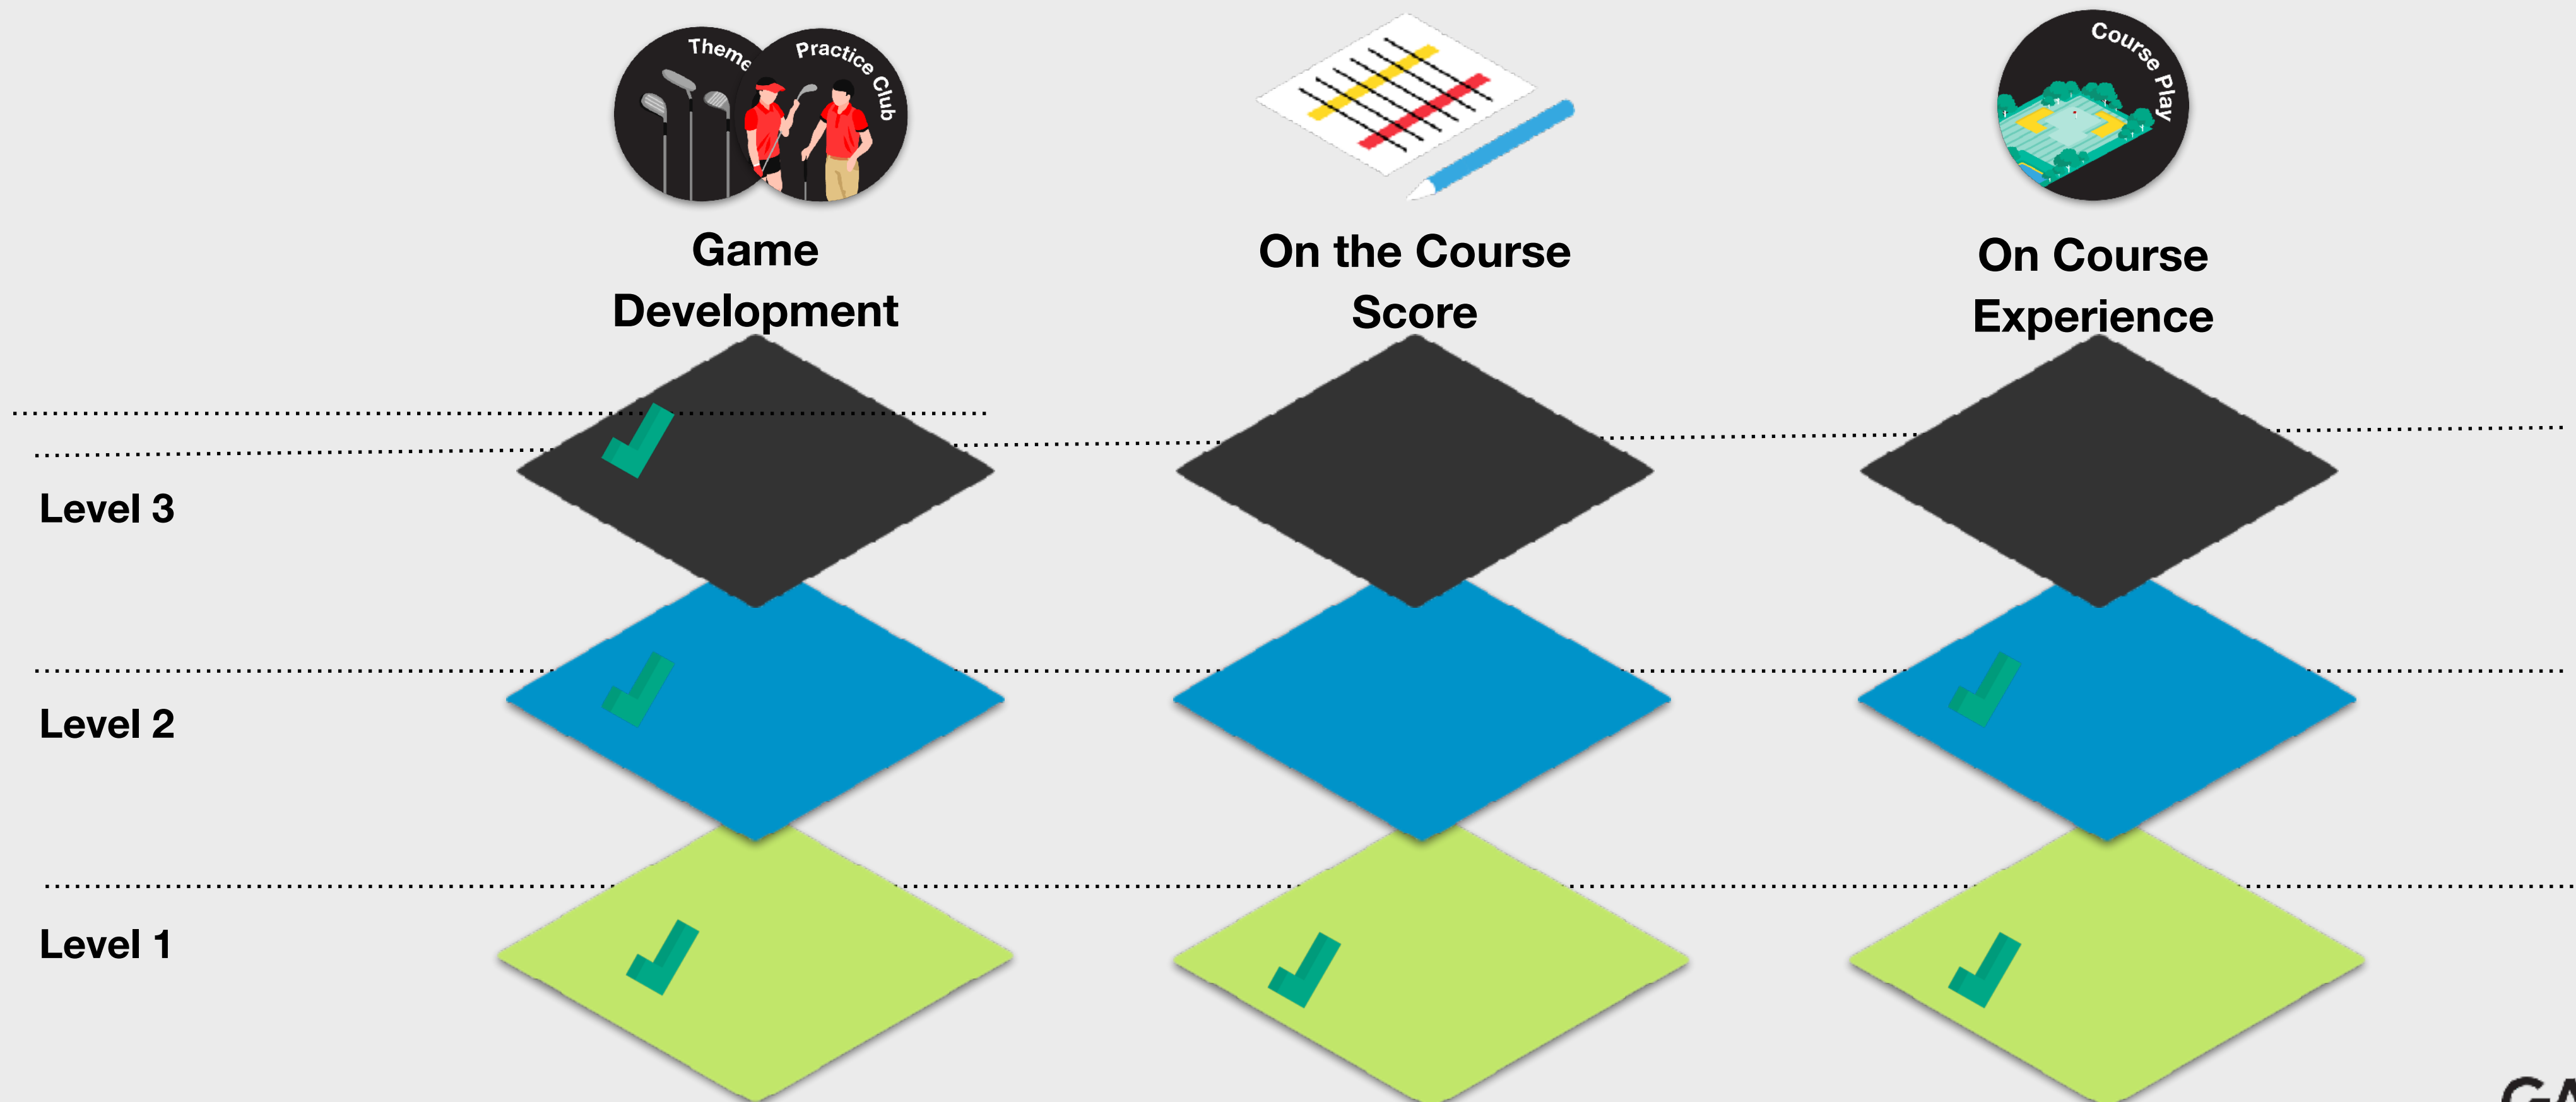 Theme
Practice Club
Course Play
Game
Development
On the Course
Score
On Course
Experience
Level 3
Level 2
Level 1